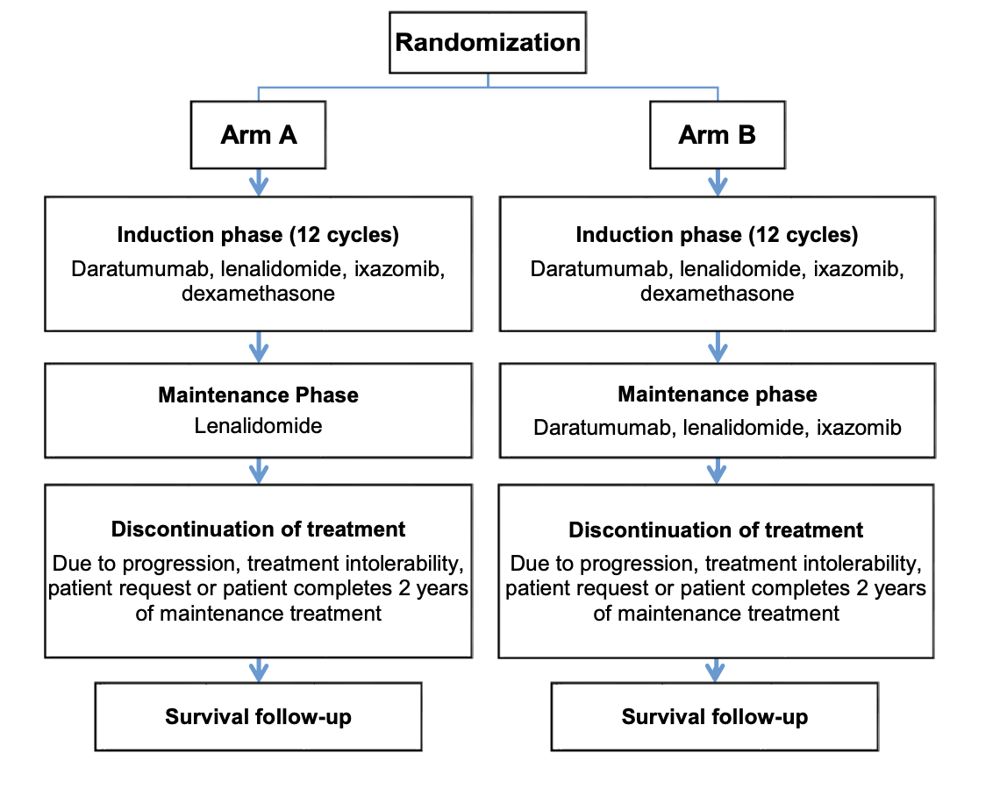 Randomization
Arm A
Induction phase (12 cycles)
Daratumumab, lenalidomide, ixazomib,
dexamethasone
Maintenance Phase
Lenalidomide
Discontinuation of treatment
Due to progression, treatment intolerability,
patient request or patient completes 2 years
of maintenance treatment
Survival follow-up
Arm B
Induction phase (12 cycles)
Daratumumab, lenalidomide, ixazomib,
dexamethasone
Maintenance phase
Daratumumab, lenalidomide, ixazomib
Discontinuation of treatment
Due to progression, treatment intolerability,
patient request or patient completes 2 years
of maintenance treatment
Survival follow-up